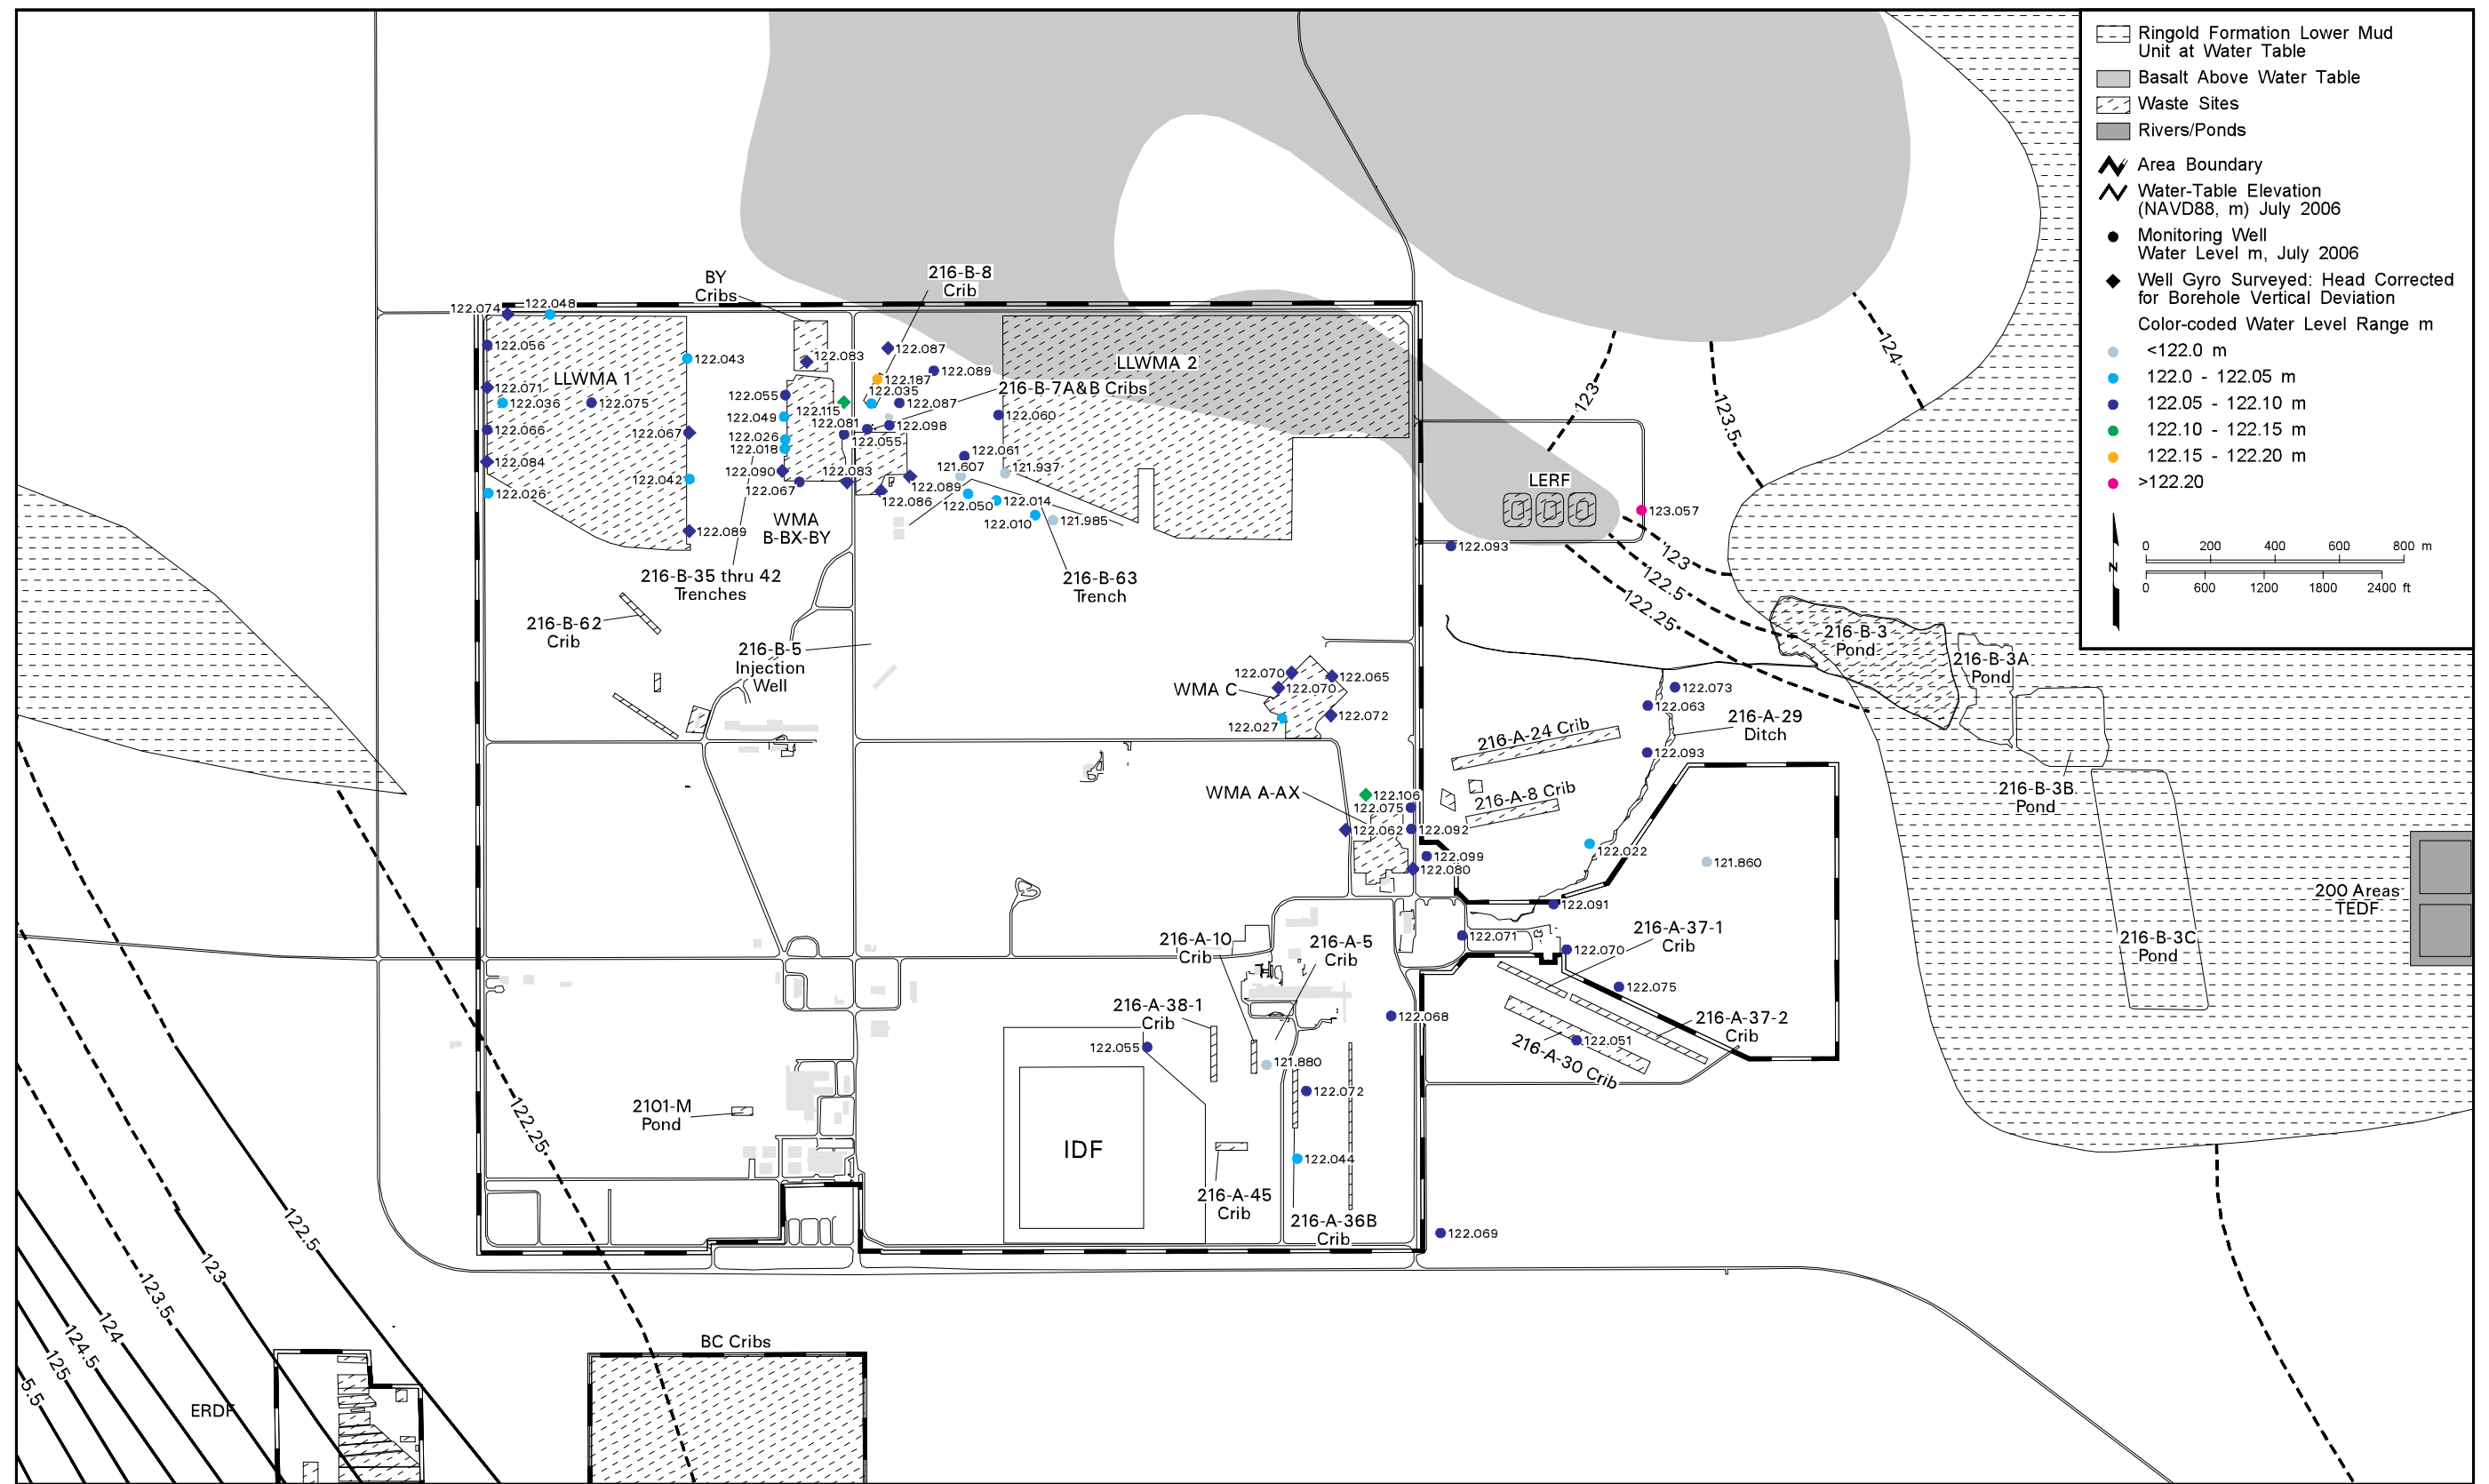 Ringold Formation Lower Mud
Unit at Water Table
Basalt Above Water Table
Waste Sites
Rivers/Ponds
Area Boundary
Water-Table Elevation
(NAVD88, m) July 2006
Monitoring Well
Water Level m, July 2006
Well Gyro Surveyed: Head Corrected
for Borehole Vertical Deviation
Color-coded Water Level Range m
<122.0 m
122.0 - 122.05 m
122.05 - 122.10 m
122.10 - 122.15 m
122.15 - 122.20 m
>122.20
N
0 200 400 600 800 m
0 600 1200 1800 2400 ft
BY
Cribs
216-B-8
Crib
122.074
122.048
122.056
122.043
122.083
122.087
122.089
LLWMA 1
LLWMA 2
122.071
122.036
122.075
122.055
122.187
122.035
216-B-7A&B Cribs
122.087
122.049
122.115
122.081
122.098
122.060
122.066
122.067
122.026
122.018
122.055
122.061
122.084
122.090
122.083
121.607
121.937
122.026
122.042
122.067
122.089
122.086
122.050
122.014
122.010
121.985
122.089
WMA
B-BX-BY
216-B-35 thru 42
Trenches
216-B-63
Trench
216-B-62
Crib
216-B-5
Injection
Well
123
123.5
124
LERF
123.057
122.093
123
122.5
122.25
216-B-3
Pond
216-B-3A
Pond
216-B-3B
Pond
216-B-3C
Pond
200 Areas
TEDF
WMA C
122.070
122.065
122.070
122.027
122.072
122.073
122.063
216-A-29
Ditch
122.093
216-A-24 Crib
216-A-8 Crib
WMA A-AX
122.106
122.075
122.062
122.092
122.099
122.080
122.022
121.860
122.091
122.071
122.070
216-A-37-1
Crib
122.075
216-A-37-2
Crib
122.051
216-A-30 Crib
216-A-10
Crib
216-A-5
Crib
122.068
216-A-38-1
Crib
122.055
121.880
122.072
122.044
IDF
216-A-45
Crib
216-A-36B
Crib
122.069
2101-M
Pond
122.25
122.5
123
123.5
124
124.5
125
5.5
ERDF
BC Cribs